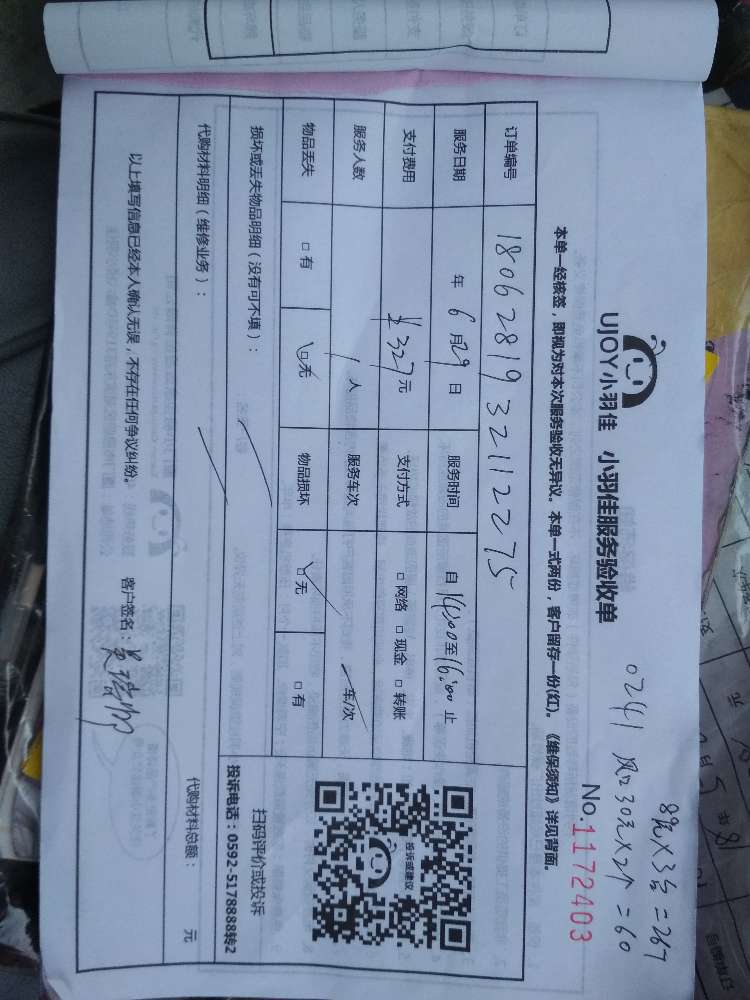 89元×3台=267
0241 风口30元×2个=60
UJOY小羽佳 小羽佳服务验收单
No.1172403
本单一经核签，即视为对本次服务验收无异议。本单一式两份，客户留存一份(红)。《维保须知》详见背面。
订单编号 1806281932112275
服务日期 年6月29日 服务时间 自14:00至16:00止
支付费用 ¥327元 支付方式 □网络 □现金 □转账
服务人数 1人 服务车次 车/次
物品丢失 □有 □无 物品损坏 □无 □有
损坏或丢失物品明细（没有可不填）：
投诉或建议
扫码评价或投诉
投诉电话：0592-5178888转2
代购材料明细（维修业务）：
代购材料总额： 元
以上填写信息已经本人确认无误，不存在任何争议纠纷。 客户签名：